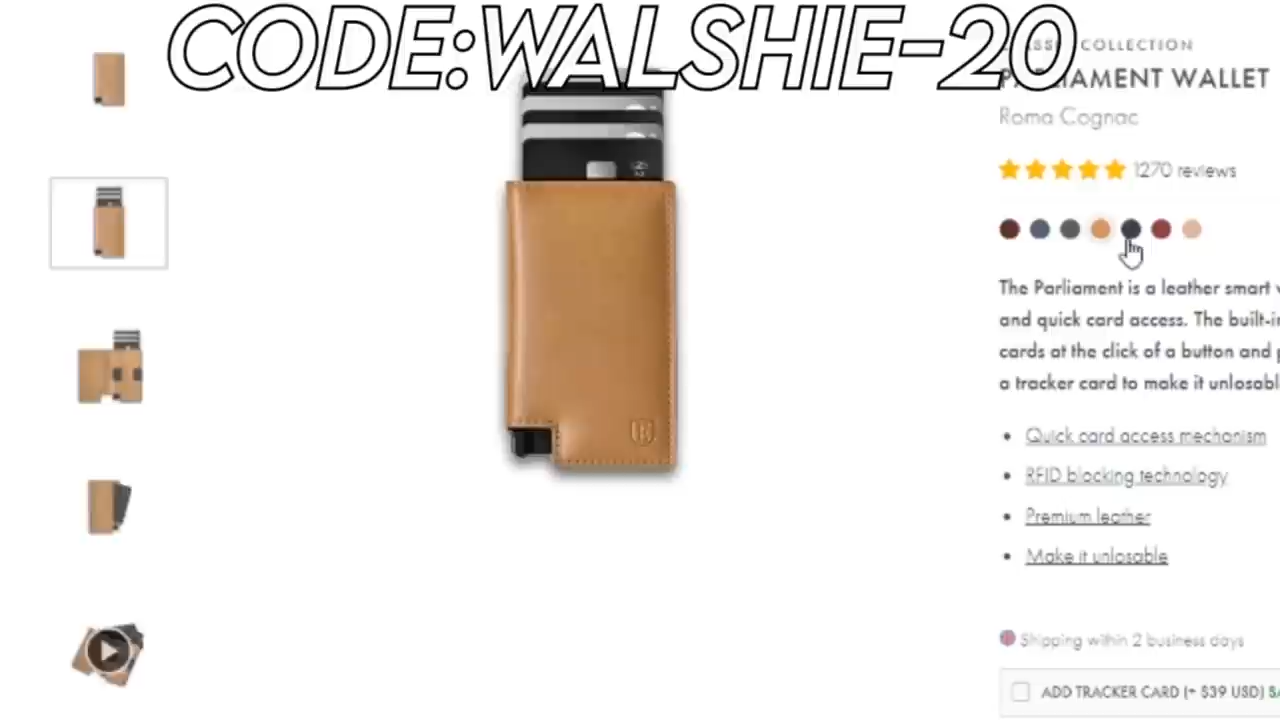 CODE:WALSHIE-20
CLASSIC COLLECTION
PARLIAMENT WALLET
Roma Cognac
1270 reviews
The Parliament is a leather smart
and quick card access. The built-in
cards at the click of a button and
a tracker card to make it unlosabl
Quick card access mechanism
RFID blocking technology
Premium leather
Make it unlosable
Shipping within 2 business days
ADD TRACKER CARD (+ $39 USD)